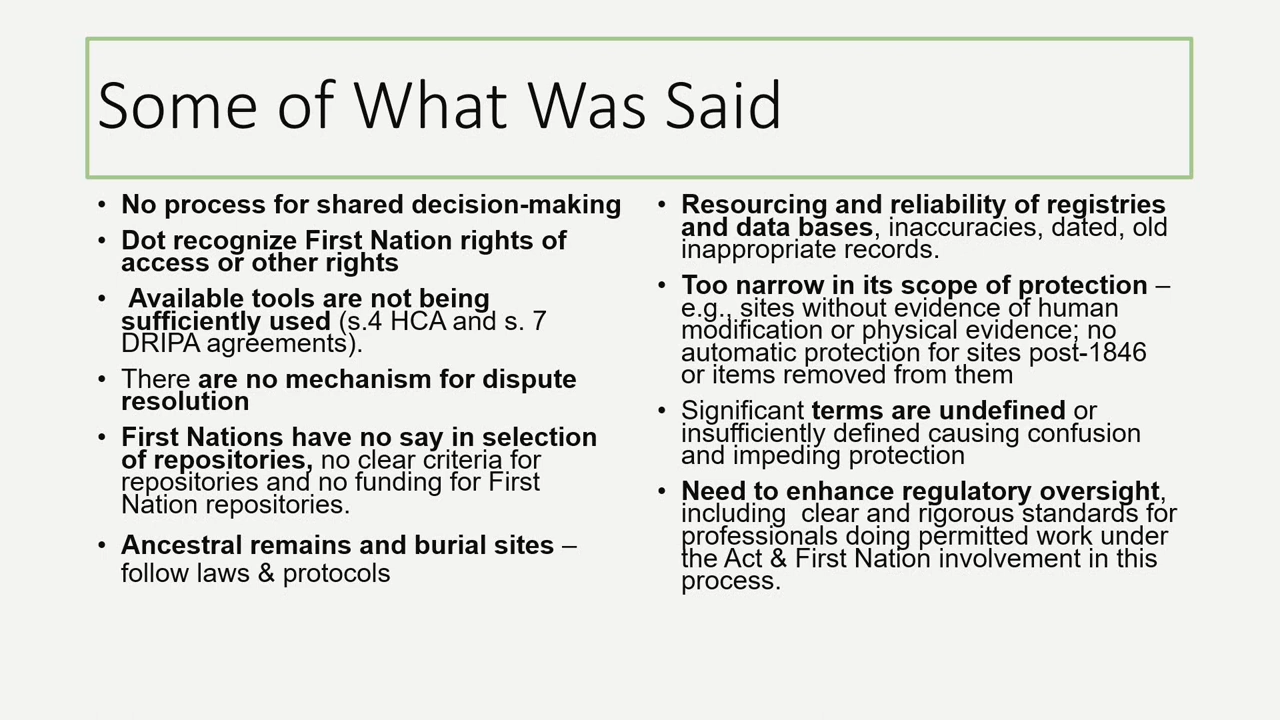 Some of What Was Said
• No process for shared decision-making
• Dot recognize First Nation rights of
access or other rights
• Available tools are not being
sufficiently used (s.4 HCA and s. 7
DRIPA agreements).
• There are no mechanism for dispute
resolution
• First Nations have no say in selection
of repositories, no clear criteria for
repositories and no funding for First
Nation repositories.
• Ancestral remains and burial sites –
follow laws & protocols
• Resourcing and reliability of registries
and data bases, inaccuracies, dated, old
inappropriate records.
• Too narrow in its scope of protection –
e.g., sites without evidence of human
modification or physical evidence; no
automatic protection for sites post-1846
or items removed from them
• Significant terms are undefined or
insufficiently defined causing confusion
and impeding protection
• Need to enhance regulatory oversight,
including clear and rigorous standards for
professionals doing permitted work under
the Act & First Nation involvement in this
process.